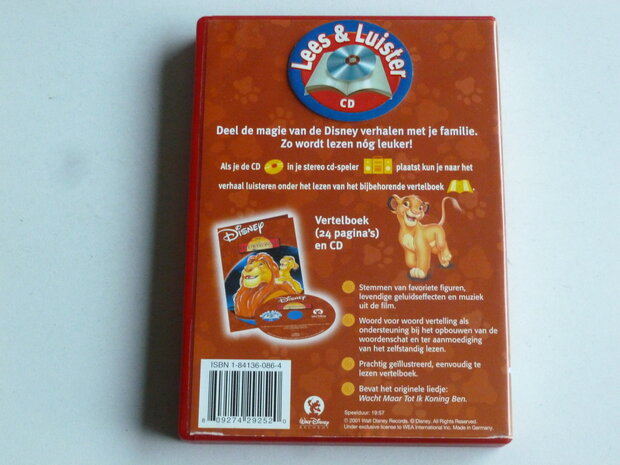 Lees & Luister
CD
Deel de magie van de Disney verhalen met je familie.
Zo wordt lezen nóg leuker!
Als je de CD in je stereo cd-speler plaatst kun je naar het
verhaal luisteren onder het lezen van het bijbehorende vertelboek .
Vertelboek
(24 pagina's)
en CD
Disney
Disney
Stemmen van favoriete figuren,
levendige geluidseffecten en muziek
uit de film.
Woord voor woord vertelling als
ondersteuning bij het opbouwen van de
woordenschat en ter aanmoediging
van het zelfstandig lezen.
Prachtig geïllustreerd, eenvoudig te
lezen vertelboek.
Bevat het originele liedje:
Wacht Maar Tot Ik Koning Ben.
ISBN 1-84136-086-4
8 09274 29252 0
Walt Disney
RECORDS
Speelduur: 19:57
℗ 2001 Walt Disney Records. © Disney. All Rights Reserved.
Under exclusive license to WEA International Inc. Made in Germany.